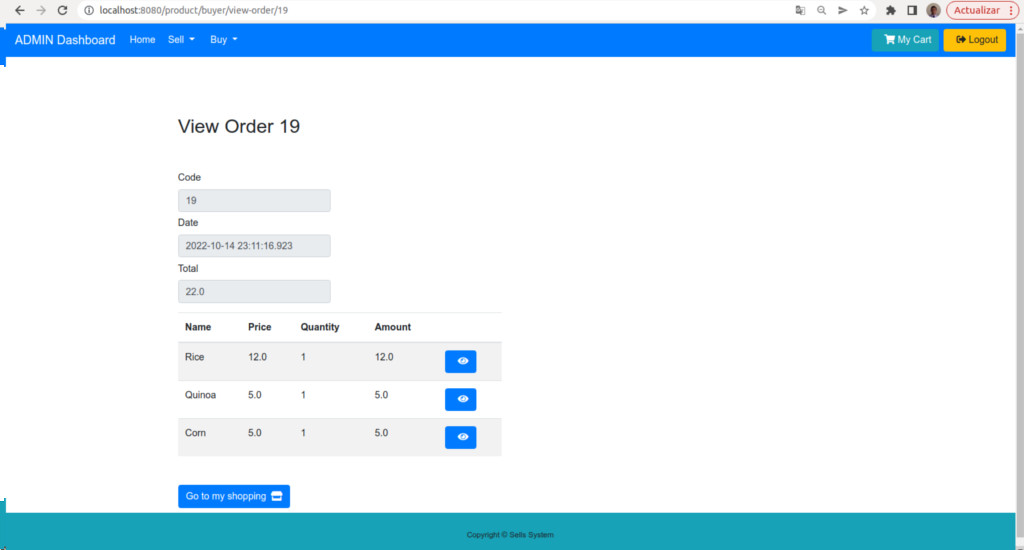 localhost:8080/product/buyer/view-order/19
Actualizar
ADMIN Dashboard Home Sell Buy My Cart Logout
View Order 19
Code
19
Date
2022-10-14 23:11:16.923
Total
22.0
Name Price Quantity Amount
Rice 12.0 1 12.0
Quinoa 5.0 1 5.0
Corn 5.0 1 5.0
Go to my shopping
Copyright © Sells System